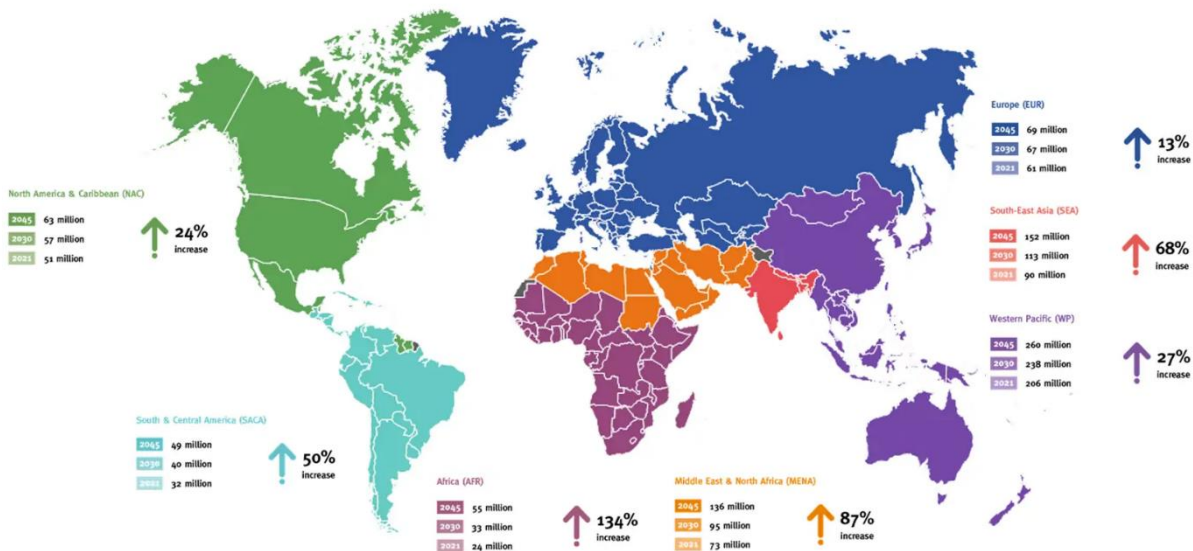 Europe (EUR)
2045 69 million
2030 67 million
2021 61 million
13%
increase
North America & Caribbean (NAC)
2045 63 million
2030 57 million
2021 51 million
24%
increase
South-East Asia (SEA)
2045 152 million
2030 113 million
2021 90 million
68%
increase
Western Pacific (WP)
2045 260 million
2030 238 million
2021 206 million
27%
increase
South & Central America (SACA)
2045 49 million
2030 40 million
2021 32 million
50%
increase
Africa (AFR)
2045 55 million
2030 33 million
2021 24 million
134%
increase
Middle East & North Africa (MENA)
2045 136 million
2030 95 million
2021 73 million
87%
increase